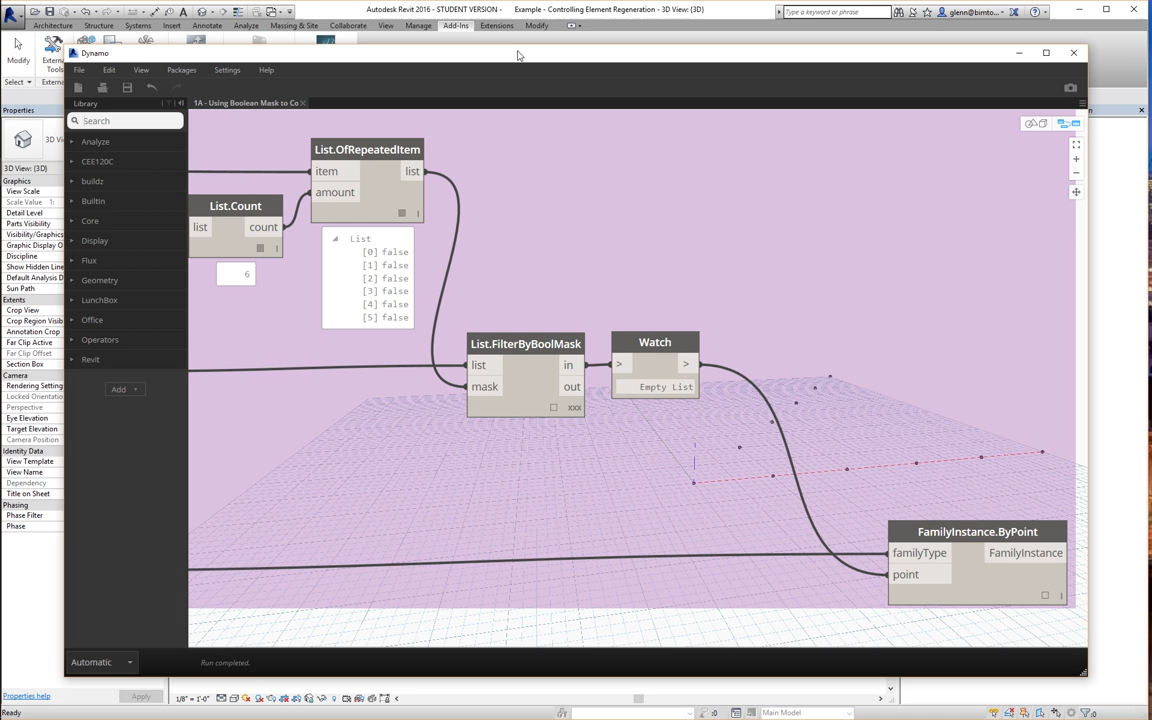 Autodesk Revit 2016 - STUDENT VERSION - Example - Controlling Element Regeneration - 3D View: {3D}
Type a keyword or phrase
glenn@bimto...
Architecture Structure Systems Insert Annotate Analyze Massing & Site Collaborate View Manage Add-Ins Extensions Modify
Modify
Extern
Tools
Select
Externa
Properties
3D Vi
3D View: {3D}
Graphics
View Scale
Scale Value 1:
Detail Level
Parts Visibility
Visibility/Graphics
Graphic Display O
Discipline
Show Hidden Line
Default Analysis D
Sun Path
Extents
Crop View
Crop Region Visib
Annotation Crop
Far Clip Active
Far Clip Offset
Section Box
Camera
Rendering Setting
Locked Orientatio
Perspective
Eye Elevation
Target Elevation
Camera Position
Identity Data
View Template
View Name
Dependency
Title on Sheet
Phasing
Phase Filter
Phase
Properties help
Apply
Dynamo
File Edit View Packages Settings Help
Library
1A - Using Boolean Mask to Co
Search
Analyze
CEE120C
buildz
BuiltIn
Core
Display
Flux
Geometry
LunchBox
Office
Operators
Revit
Add
List.OfRepeatedItem
item list
amount
List.Count
list count
6
List
[0] false
[1] false
[2] false
[3] false
[4] false
[5] false
List.FilterByBoolMask
list in
mask out
xxx
Watch
> >
Empty List
FamilyInstance.ByPoint
familyType FamilyInstance
point
Automatic
Run completed.
1/8" = 1'-0"
Ready
:0
Main Model
:0